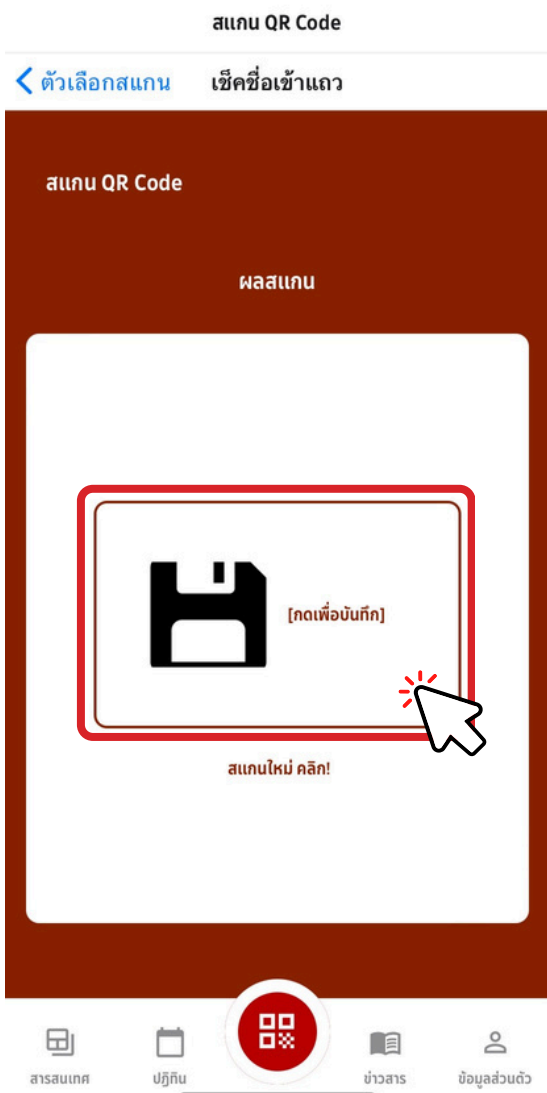 สแกน QR Code
ตัวเลือกสแกน เช็คชื่อเข้าแถว
สแกน QR Code
ผลสแกน
[กดเพื่อบันทึก]
สแกนใหม่ คลิก!
สารสนเทศ ปฏิทิน ข่าวสาร ข้อมูลส่วนตัว